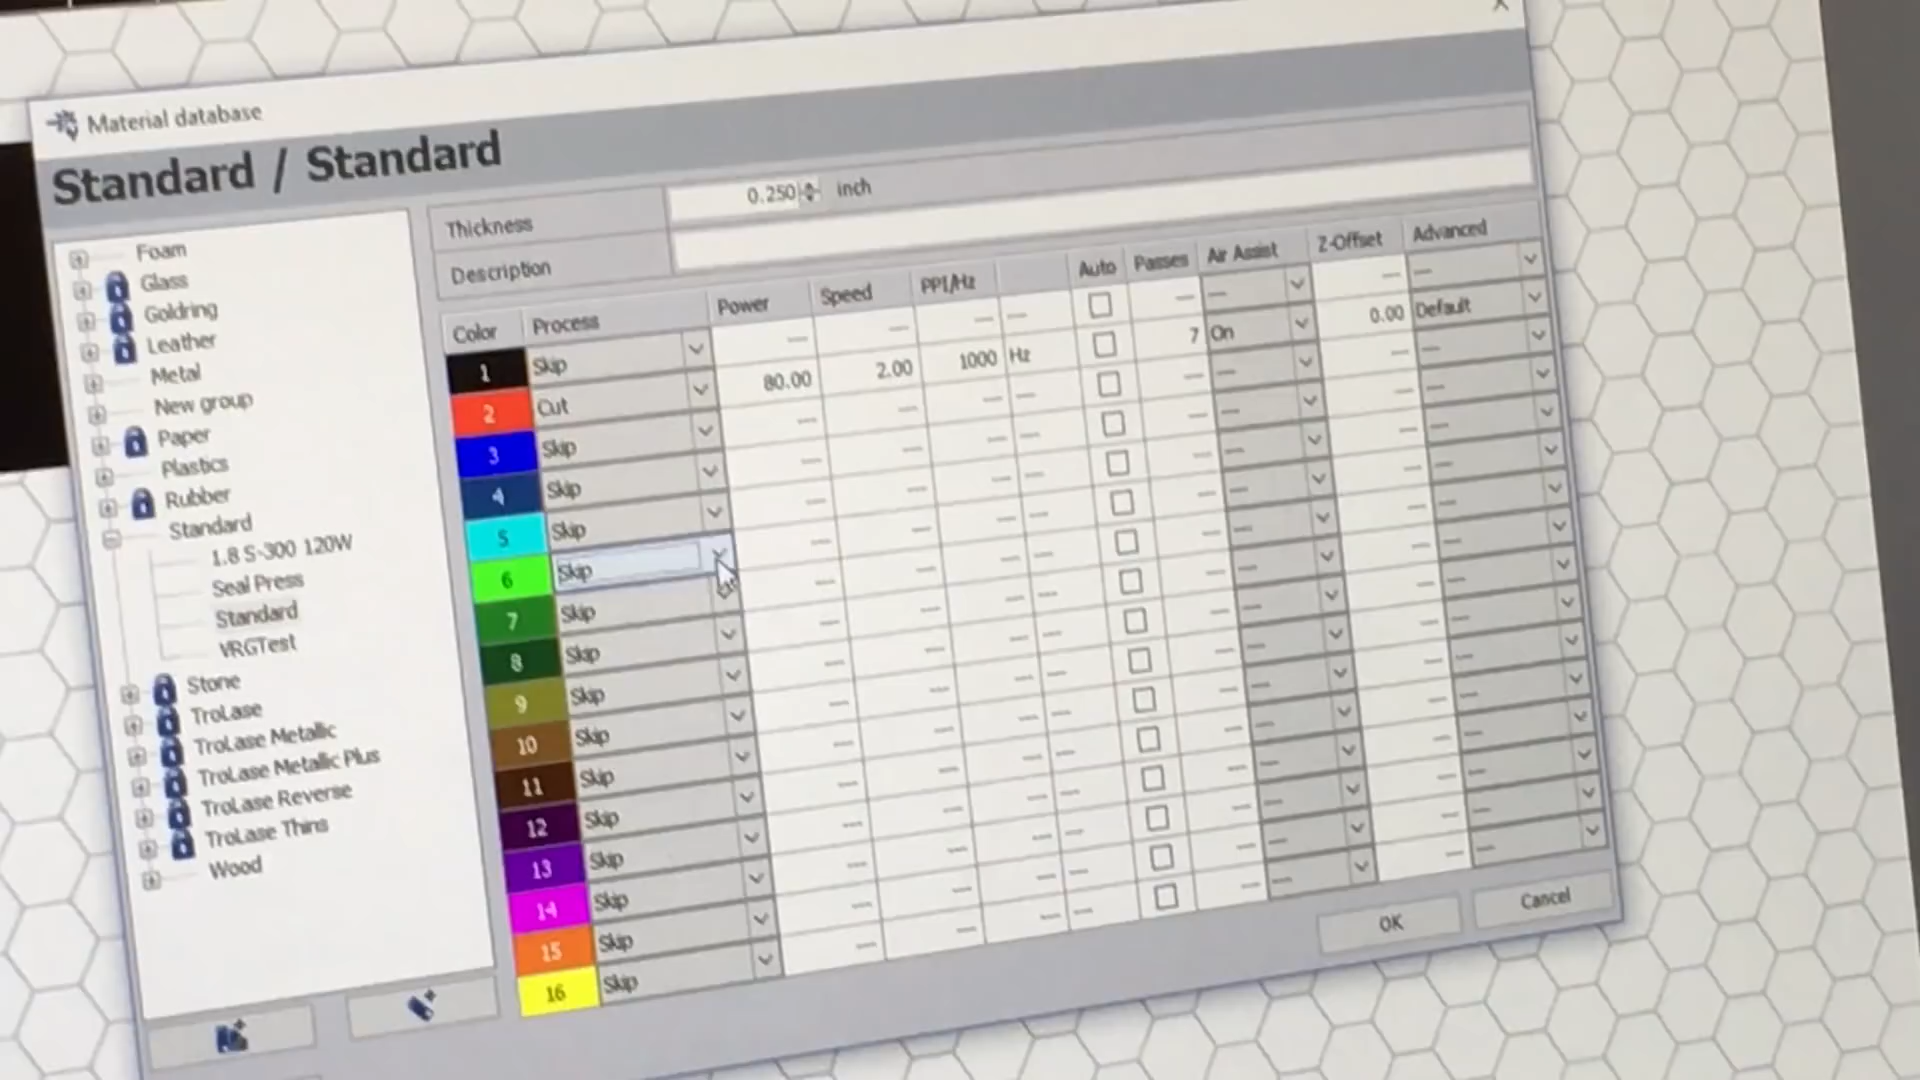 Material database
Standard / Standard
Thickness 0.250 inch
Description
Foam
Glass
Goldring
Leather
Metal
New group
Paper
Plastics
Rubber
Standard
1.8 S-300 120W
Seal Press
Standard
VRGTest
Stone
TroLase
TroLase Metallic
TroLase Metallic Plus
TroLase Reverse
TroLase Thins
Wood
Color Process Power Speed PPI/Hz Auto Passes Air Assist Z-Offset Advanced
1 Skip --- --- --- --- --- --- --- ---
2 Cut 80.00 2.00 1000 Hz 7 On 0.00 Default
3 Skip --- --- --- --- --- --- --- ---
4 Skip --- --- --- --- --- --- --- ---
5 Skip --- --- --- --- --- --- --- ---
6 Skip --- --- --- --- --- --- --- ---
7 Skip --- --- --- --- --- --- --- ---
8 Skip --- --- --- --- --- --- --- ---
9 Skip --- --- --- --- --- --- --- ---
10 Skip --- --- --- --- --- --- --- ---
11 Skip --- --- --- --- --- --- --- ---
12 Skip --- --- --- --- --- --- --- ---
13 Skip --- --- --- --- --- --- --- ---
14 Skip --- --- --- --- --- --- --- ---
15 Skip --- --- --- --- --- --- --- ---
16 Skip --- --- --- --- --- --- --- ---
OK Cancel